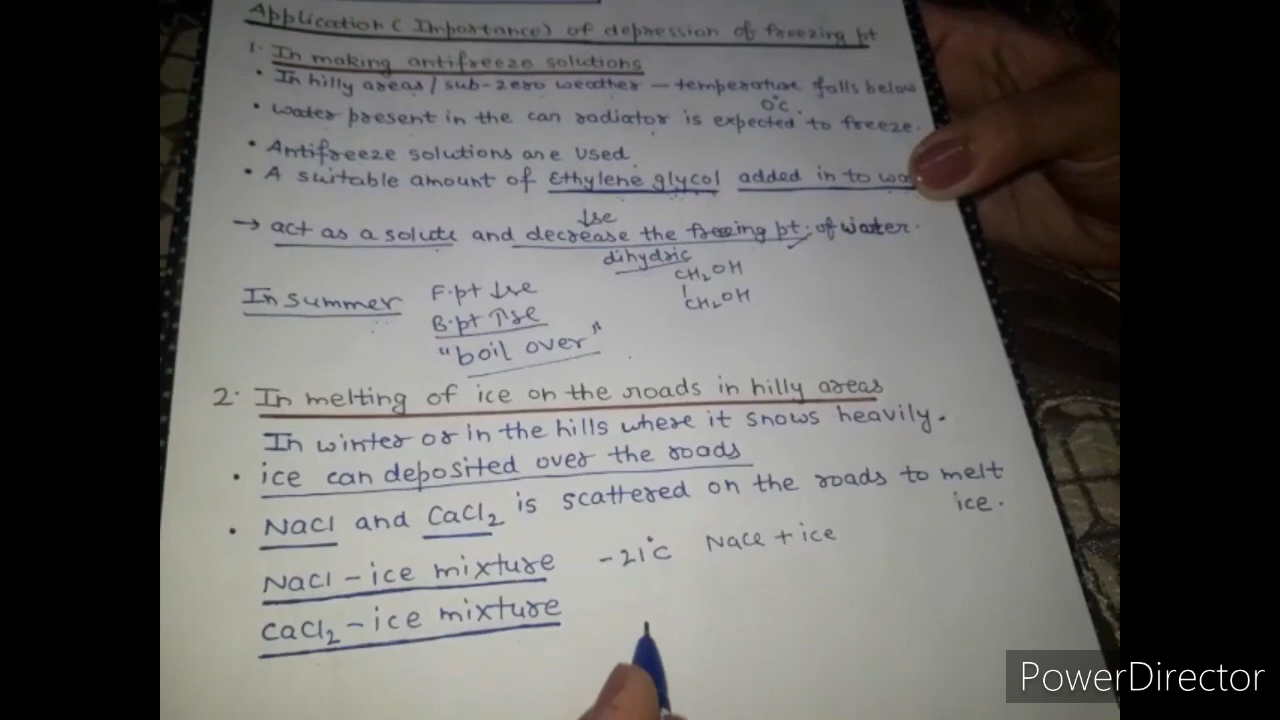 Application (Importance) of depression of freezing pt
1. In making antifreeze solutions
• In hilly areas / sub-zero weather — temperature falls below 0°C.
• Water present in the car radiator is expected to freeze.
• Antifreeze solutions are used.
• A suitable amount of Ethylene glycol added in to
→ act as a solute and decrease the freezing pt. of water.
↓se
dihydric
CH₂OH
|
CH₂OH
In summer
F.pt ↓se
B.pt ↑se
"boil over"
2. In melting of ice on the roads in hilly areas
In winter or in the hills where it snows heavily.
• ice can deposited over the roads
• NaCl and CaCl₂ is scattered on the roads to melt ice.
NaCl – ice mixture -21°C NaCl + ice
CaCl₂ – ice mixture
PowerDirector